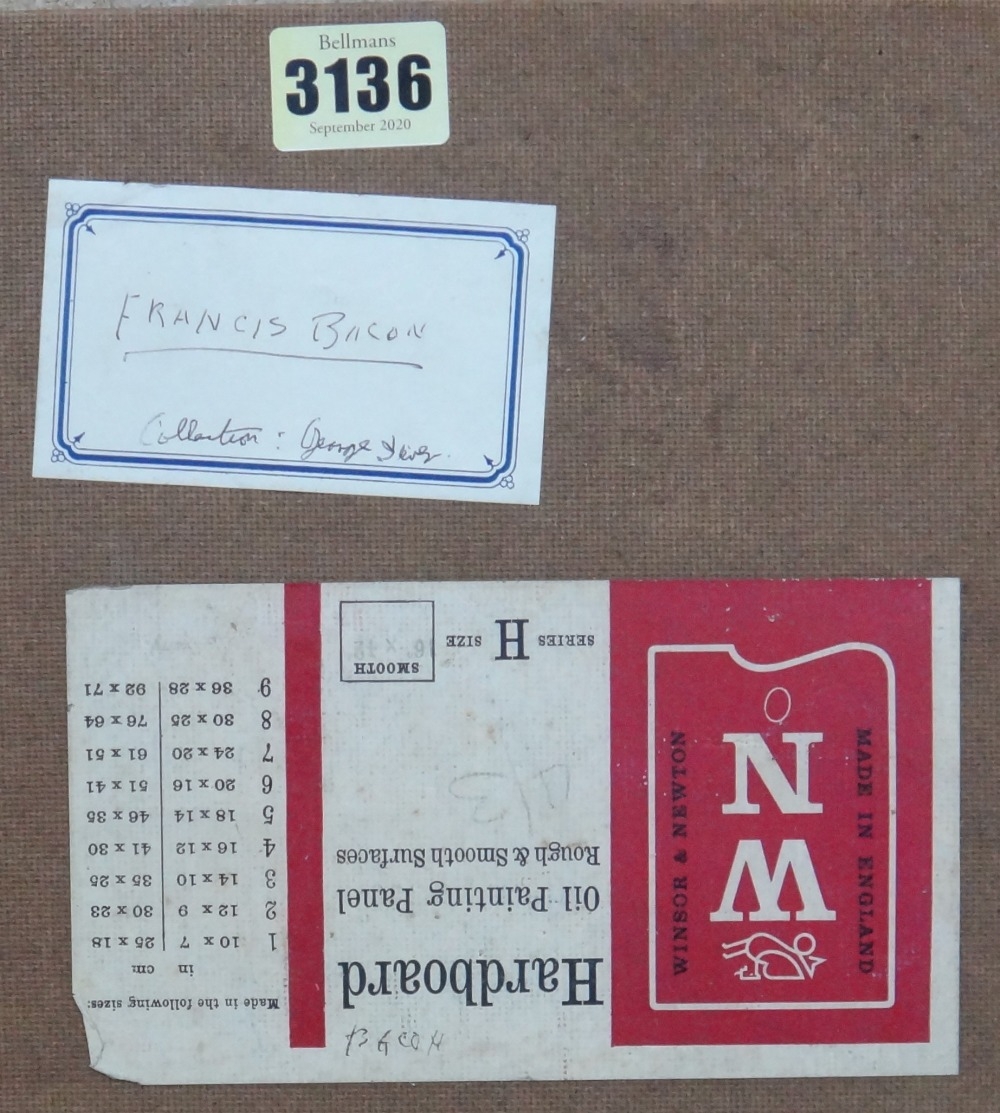 Bellmans
3136
September 2020
FRANCIS BACON
Collection: George
BACON
Hardboard
Oil Painting Panel
Rough & Smooth Surfaces
SERIES H SIZE
SMOOTH
Made in the following sizes:
in cm
1 10 x 7 25 x 18
2 12 x 9 30 x 23
3 14 x 10 35 x 25
4 16 x 12 41 x 30
5 18 x 14 46 x 35
6 20 x 16 51 x 41
7 24 x 20 61 x 51
8 30 x 25 76 x 64
9 36 x 28 92 x 71
WINSOR & NEWTON
WN
MADE IN ENGLAND